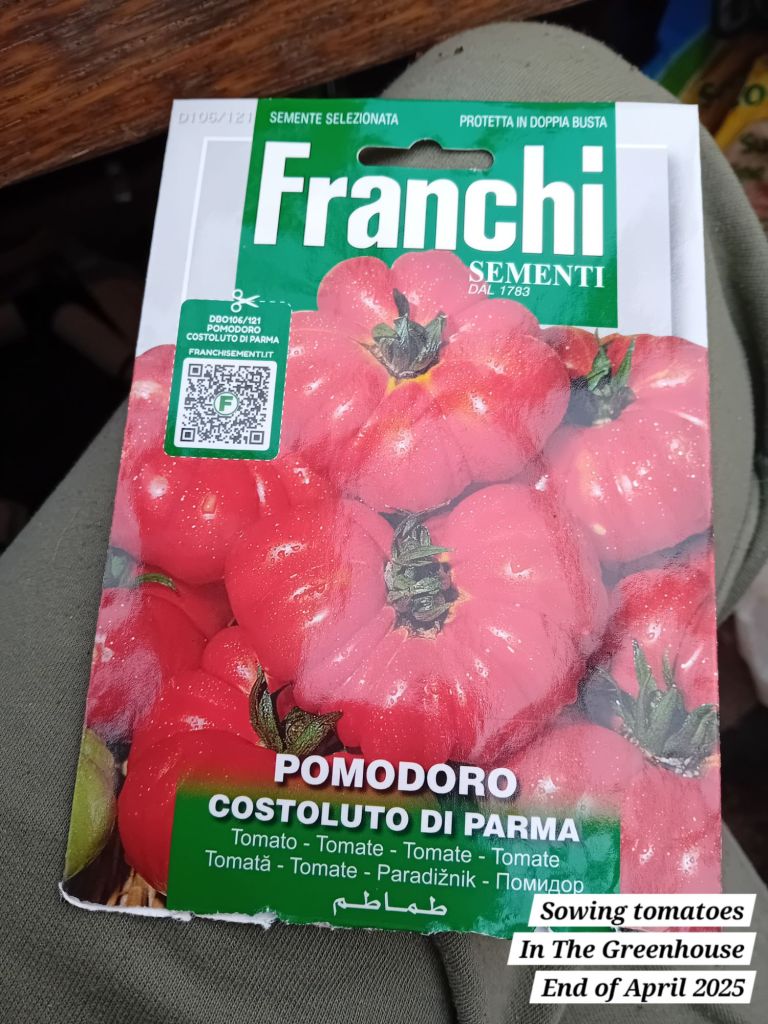 D106/121
SEMENTE SELEZIONATA
PROTETTA IN DOPPIA BUSTA
Franchi
SEMENTI
DAL 1783
DBO106/121
POMODORO
COSTOLUTO DI PARMA
FRANCHISEMENTI.IT
F
POMODORO
COSTOLUTO DI PARMA
Tomato - Tomate - Tomate - Tomate
Tomată - Tomate - Paradižnik - Помидор
طماطم
Sowing tomatoes
In The Greenhouse
End of April 2025